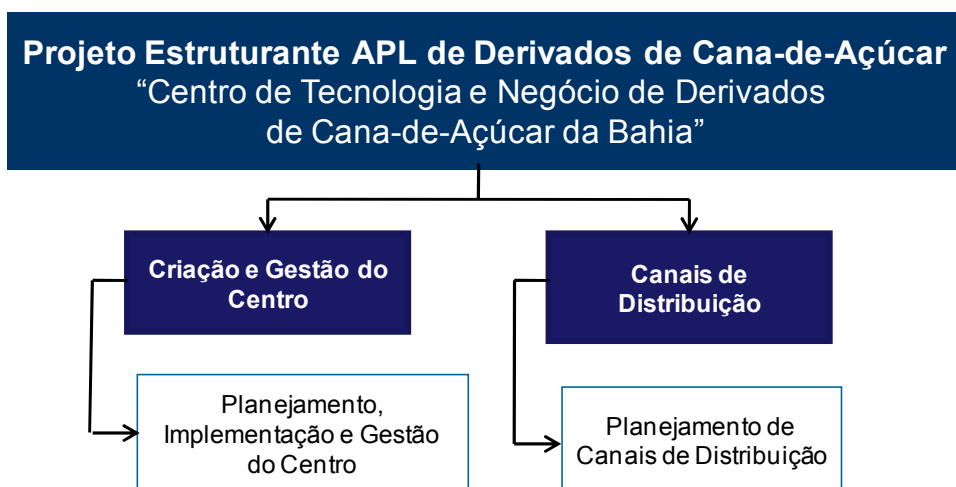 Projeto Estruturante APL de Derivados de Cana-de-Açúcar
“Centro de Tecnologia e Negócio de Derivados
de Cana-de-Açúcar da Bahia”
Criação e Gestão do
Centro
Canais de
Distribuição
Planejamento,
Implementação e Gestão
do Centro
Planejamento de
Canais de Distribuição